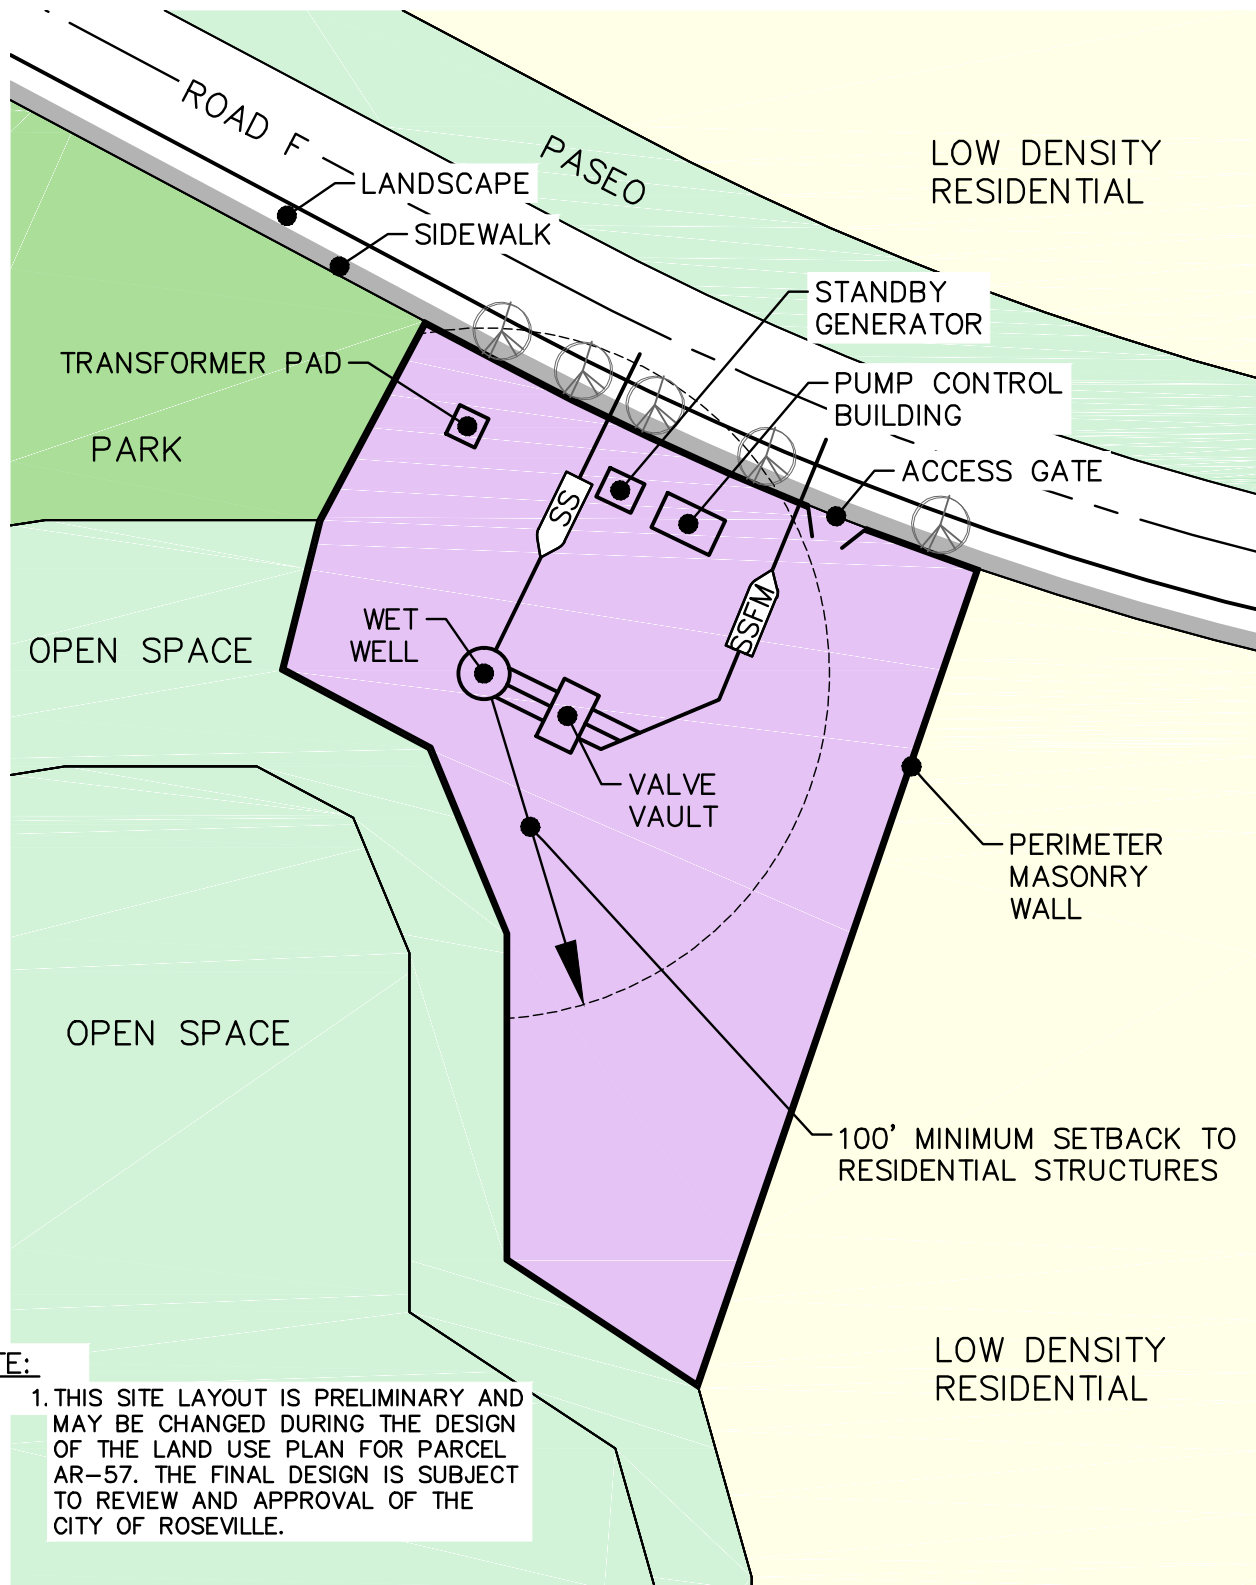 ROAD F
PASEO
LOW DENSITY
RESIDENTIAL
LANDSCAPE
SIDEWALK
STANDBY
GENERATOR
TRANSFORMER PAD
PUMP CONTROL
BUILDING
PARK
ACCESS GATE
SS
SSFM
WET
WELL
OPEN SPACE
VALVE
VAULT
PERIMETER
MASONRY
WALL
OPEN SPACE
100' MINIMUM SETBACK TO
RESIDENTIAL STRUCTURES
LOW DENSITY
RESIDENTIAL
TE:
1. THIS SITE LAYOUT IS PRELIMINARY AND
MAY BE CHANGED DURING THE DESIGN
OF THE LAND USE PLAN FOR PARCEL
AR-57. THE FINAL DESIGN IS SUBJECT
TO REVIEW AND APPROVAL OF THE
CITY OF ROSEVILLE.